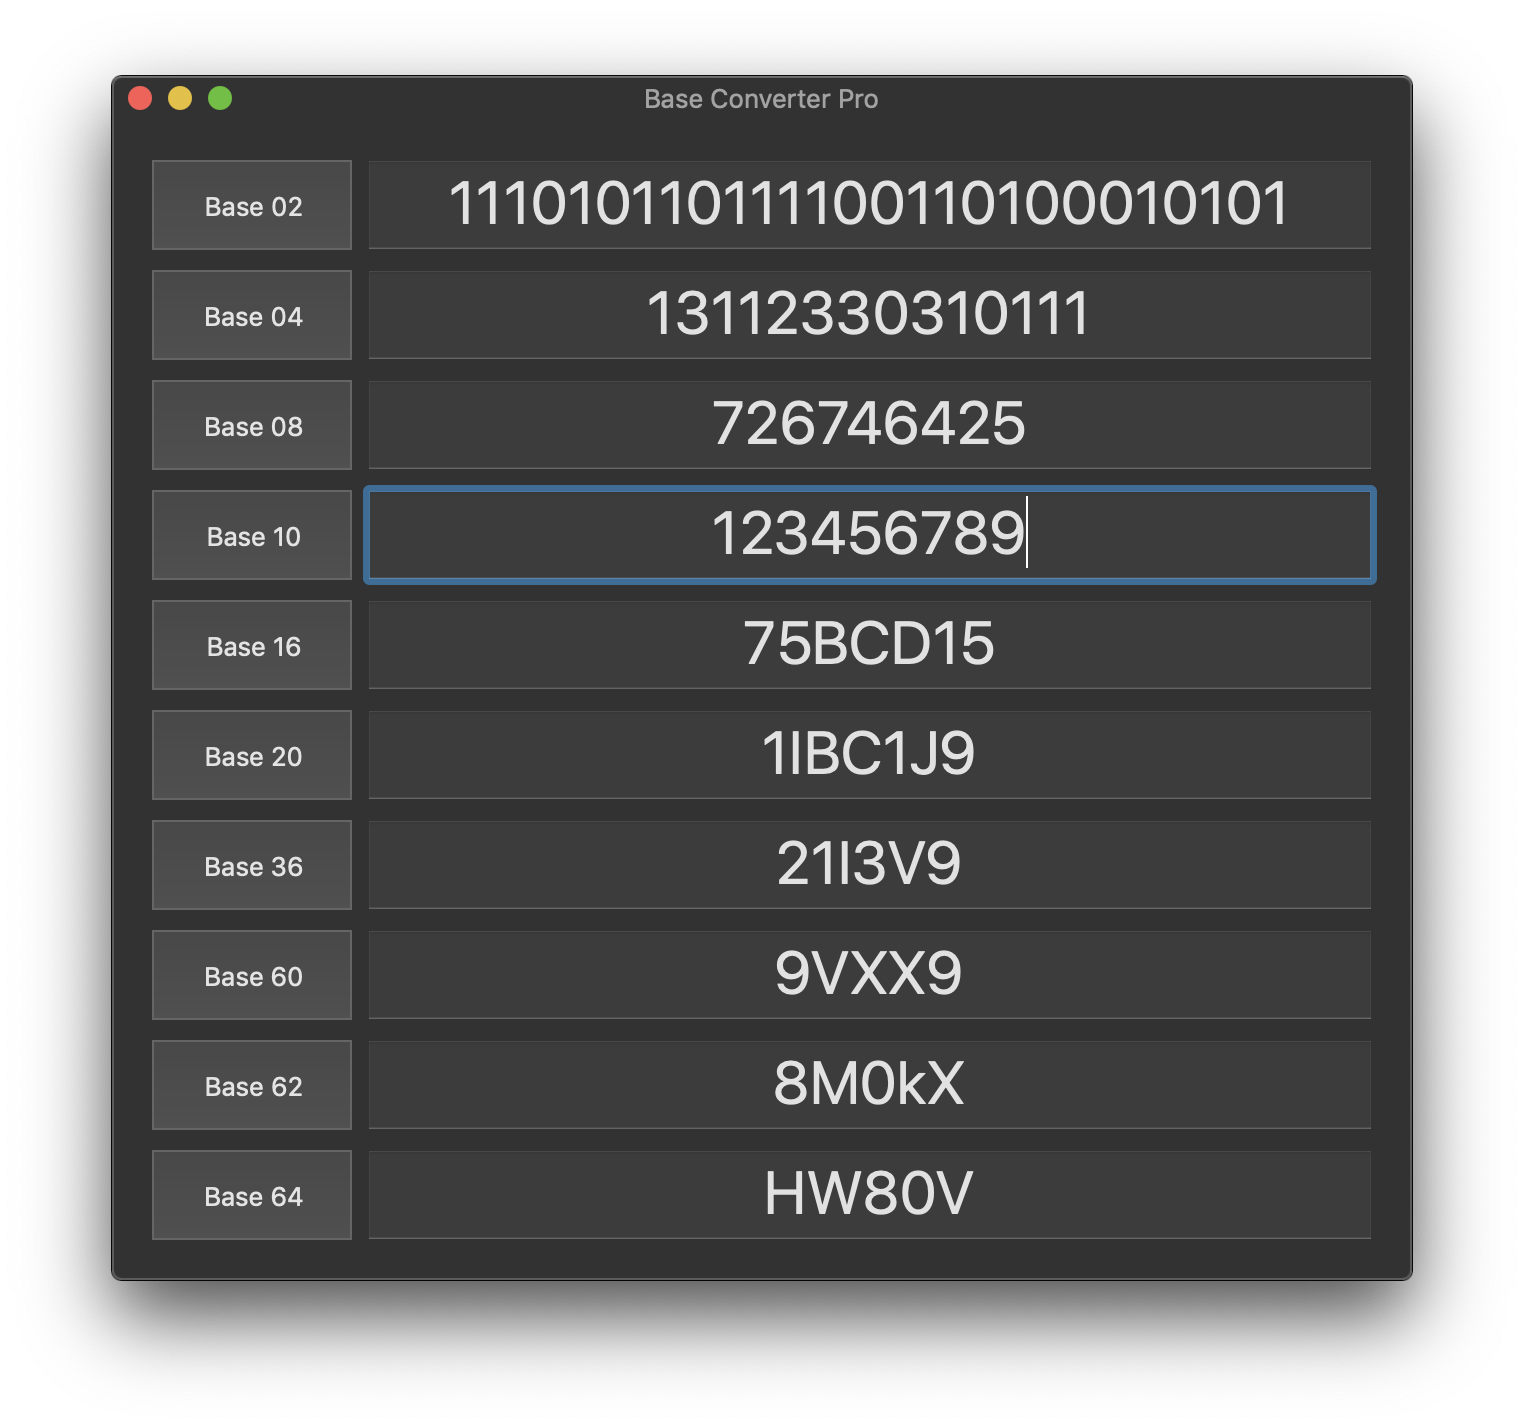 Base Converter Pro
Base 02 111010110111100110100010101
Base 04 13112330310111
Base 08 726746425
Base 10 123456789
Base 16 75BCD15
Base 20 1IBC1J9
Base 36 21I3V9
Base 60 9VXX9
Base 62 8M0kX
Base 64 HW80V